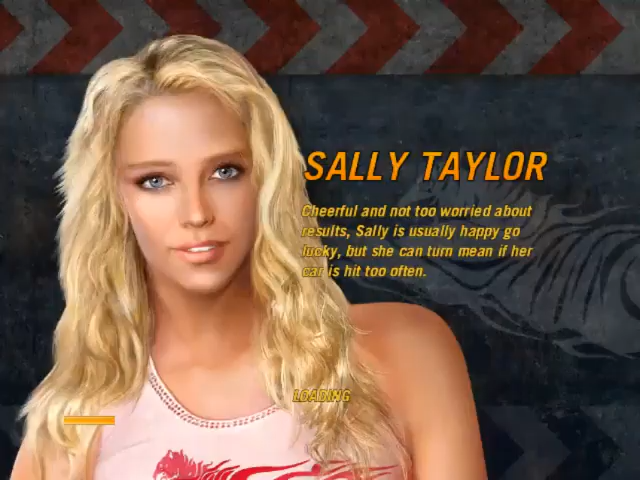 SALLY TAYLOR
Cheerful and not too worried about
results, Sally is usually happy go
lucky, but she can turn mean if her
car is hit too often.
LOADING